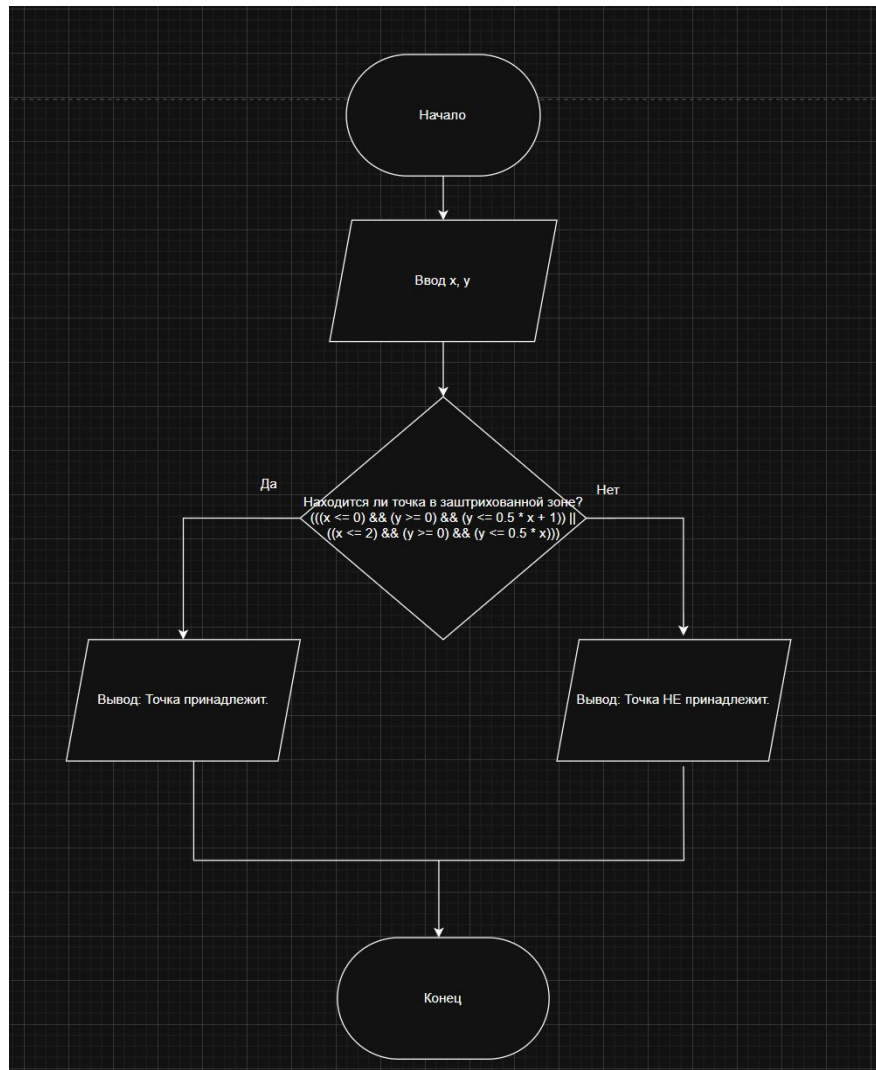 Начало
Ввод x, y
Да
Нет
Находится ли точка в заштрихованной зоне?
(((x <= 0) && (y >= 0) && (y <= 0.5 * x + 1)) ||
((x <= 2) && (y >= 0) && (y <= 0.5 * x)))
Вывод: Точка принадлежит.
Вывод: Точка НЕ принадлежит.
Конец